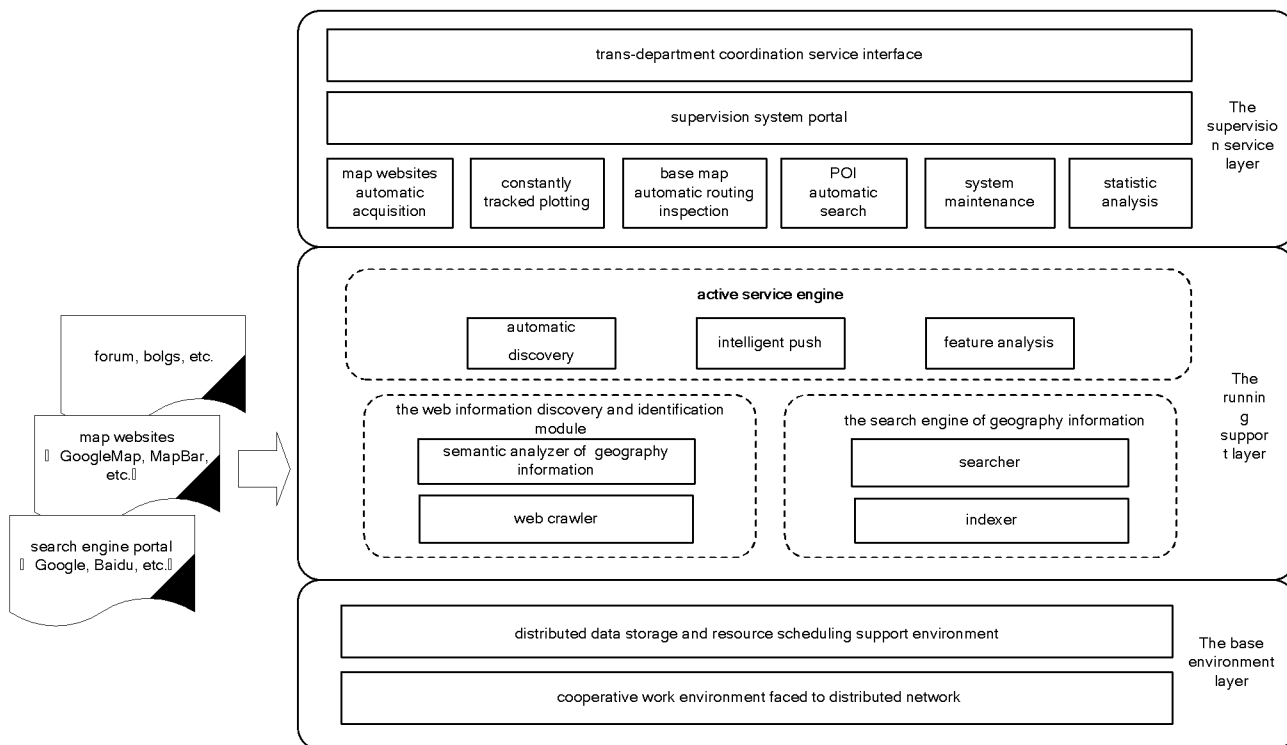 trans-department coordination service interface
supervision system portal
map websites
automatic
acquisition
constantly
tracked plotting
base map
automatic routing
inspection
POI
automatic
search
system
maintenance
statistic
analysis
The
supervisio
n service
layer
active service engine
automatic
discovery
intelligent push
feature analysis
the web information discovery and identification
module
semantic analyzer of geography
information
web crawler
the search engine of geography information
searcher
indexer
The
runnin
g
suppor
t layer
forum, bolgs, etc.
map websites
GoogleMap, MapBar,
etc.
search engine portal
Google, Baidu, etc.
distributed data storage and resource scheduling support environment
cooperative work environment faced to distributed network
The base
environment
layer